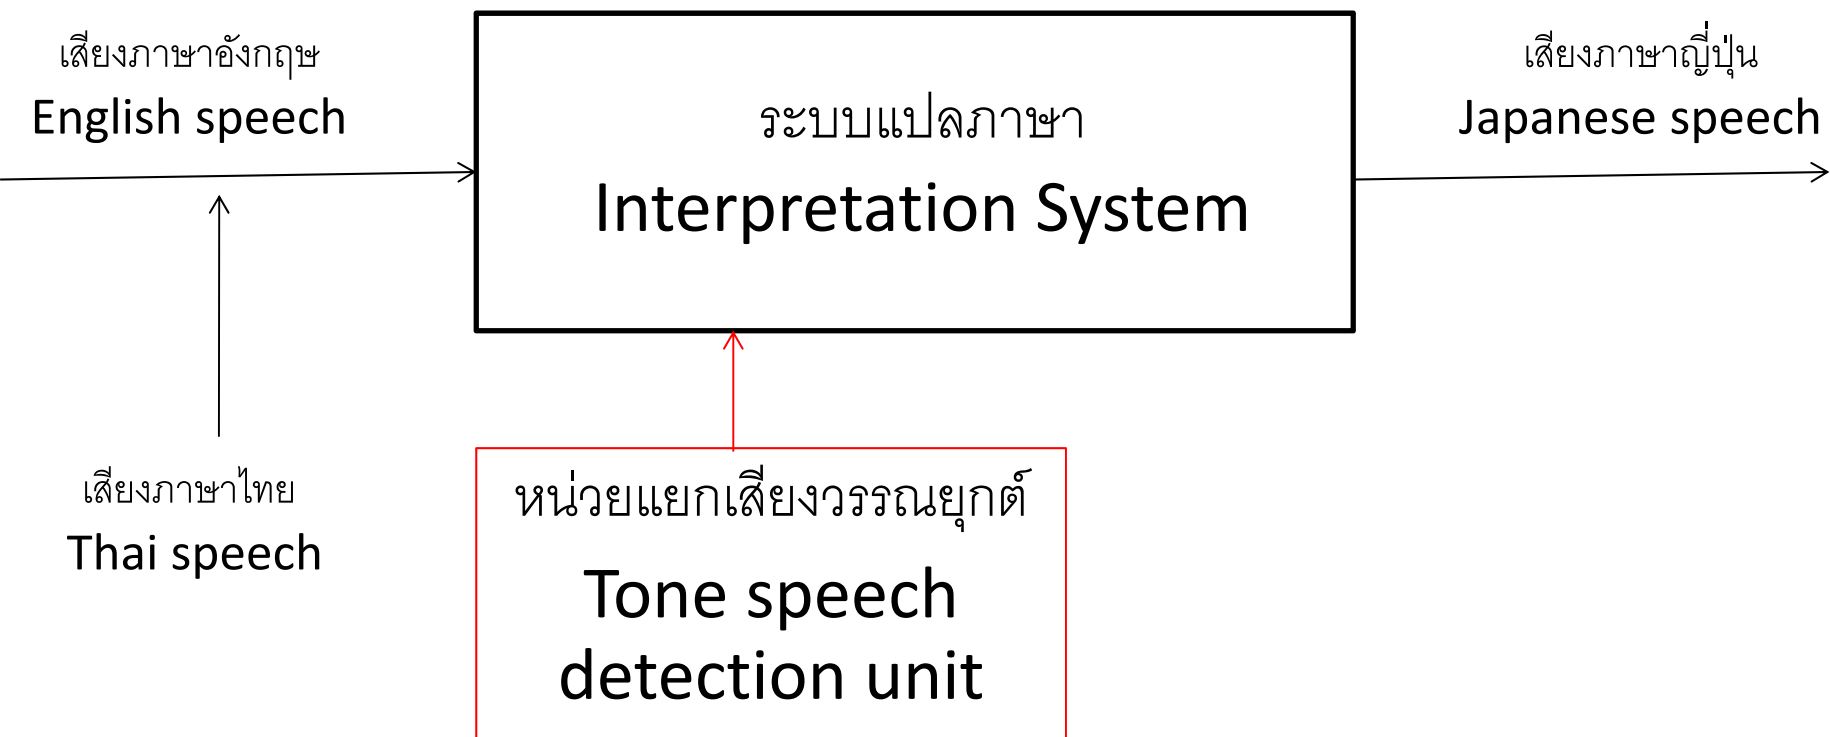 เสียงภาษาอังกฤษ
English speech
ระบบแปลภาษา
Interpretation System
เสียงภาษาญี่ปุ่น
Japanese speech
เสียงภาษาไทย
Thai speech
หน่วยแยกเสียงวรรณยุกต์
Tone speech
detection unit